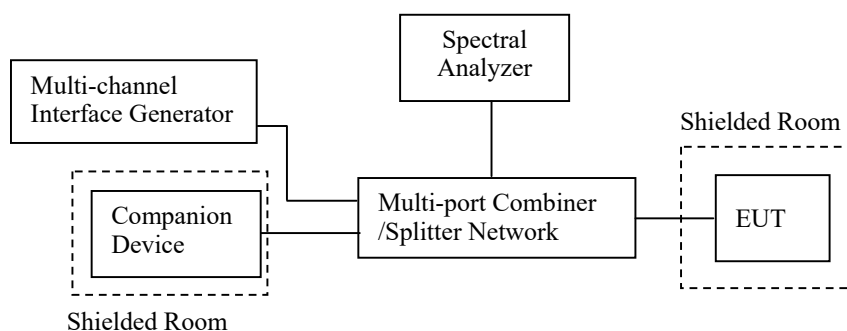 Spectral
Analyzer
Multi-channel
Interface Generator
Shielded Room
Multi-port Combiner
/Splitter Network
Companion
Device
EUT
Shielded Room